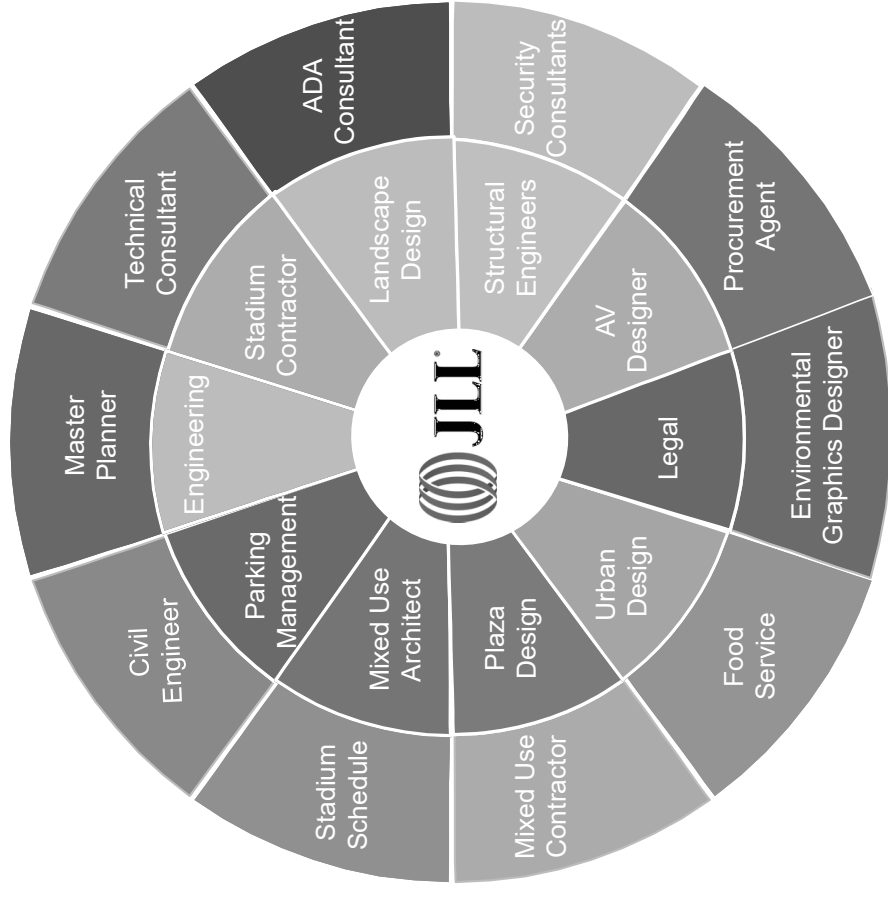 Master
Planner
Technical
Consultant
ADA
Consultant
Security
Consultants
Procurement
Agent
Environmental
Graphics Designer
Food
Service
Mixed Use
Contractor
Stadium
Schedule
Civil
Engineer
Engineering
Stadium
Contractor
Landscape
Design
Structural
Engineers
AV
Designer
Legal
Urban
Design
Plaza
Design
Mixed Use
Architect
Parking
Management
JLL®